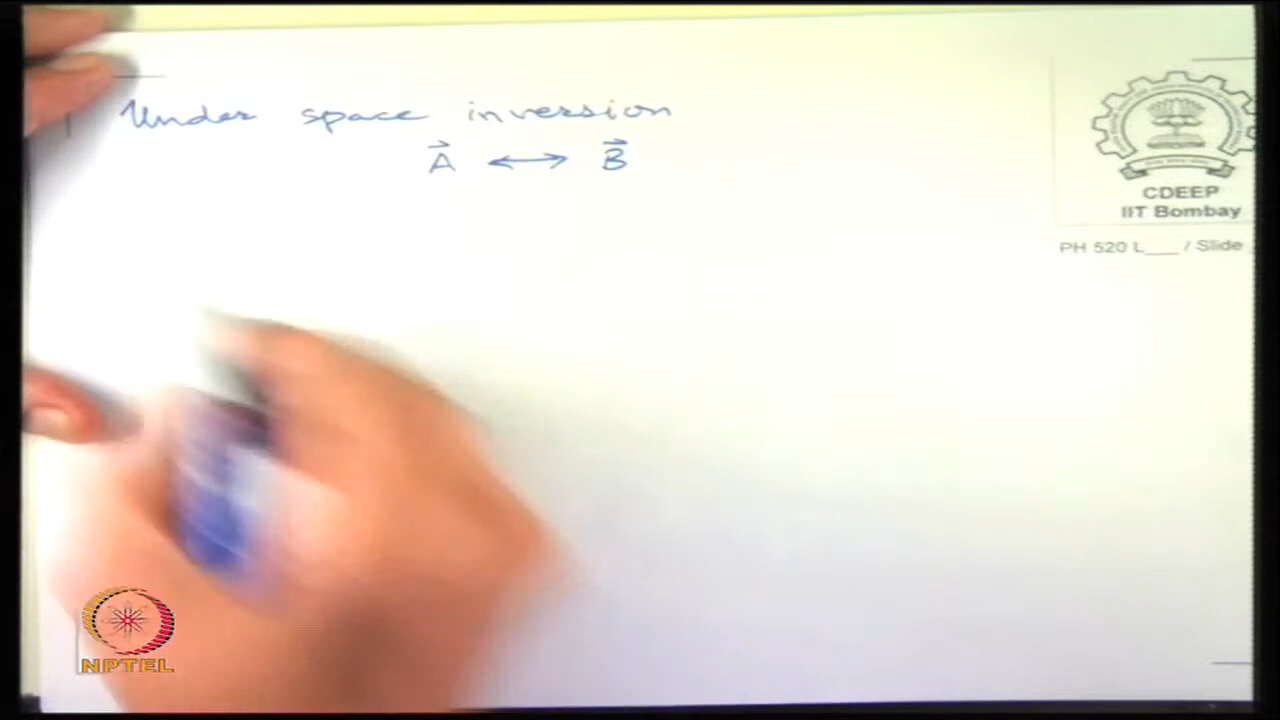 Under space inversion
A⃗ ↔ B⃗
CDEEP
IIT Bombay
PH 520 L___ / Slide
NPTEL